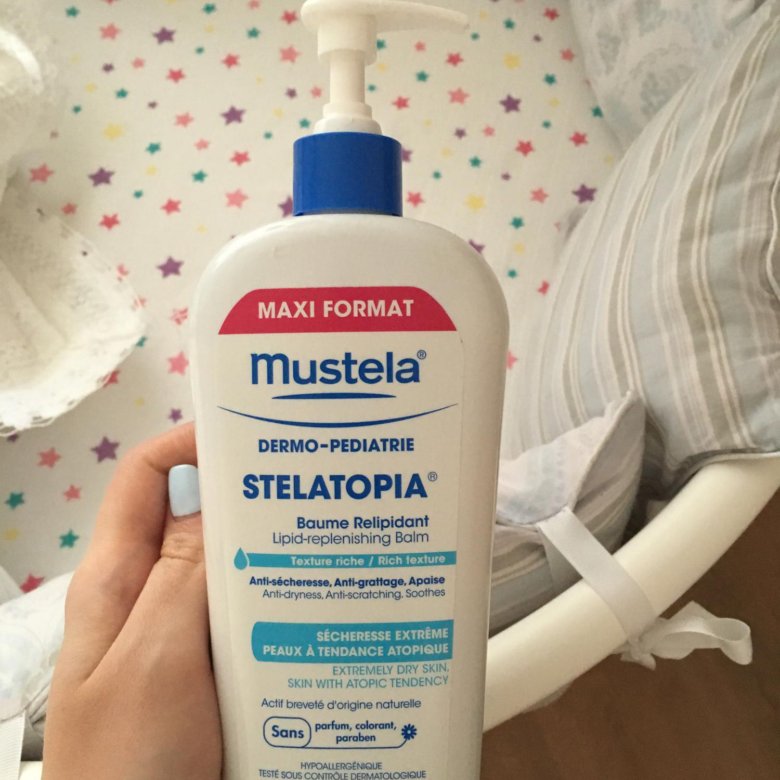 MAXI FORMAT
mustela®
DERMO-PEDIATRIE
STELATOPIA®
Baume Relipidant
Lipid-replenishing Balm
Texture riche / Rich texture
Anti-sécheresse, Anti-grattage, Apaise
Anti-dryness, Anti-scratching, Soothes
SÉCHERESSE EXTRÊME
PEAUX À TENDANCE ATOPIQUE
EXTREMELY DRY SKIN,
SKIN WITH ATOPIC TENDENCY
Actif breveté d'origine naturelle
Sans parfum, colorant,
paraben
HYPOALLERGÉNIQUE
TESTÉ SOUS CONTRÔLE DERMATOLOGIQUE